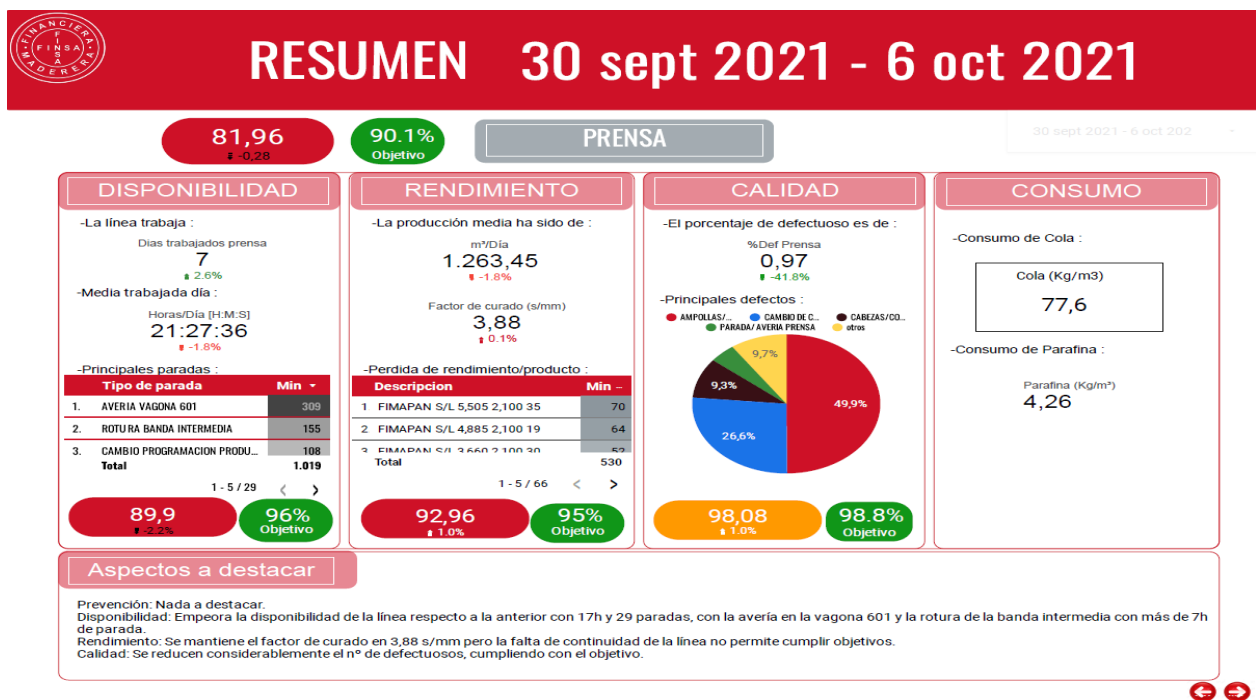 FINANCIERA MADERERA
FINSA
FINSA
RESUMEN 30 sept 2021 - 6 oct 2021
81,96
-0,28
90.1%
Objetivo
PRENSA
30 sept 2021 - 6 oct 202
DISPONIBILIDAD
-La línea trabaja :
Dias trabajados prensa
7
2.6%
-Media trabajada día :
Horas/Día [H:M:S]
21:27:36
-1.8%
-Principales paradas :
Tipo de parada Min
1. AVERIA VAGONA 601 309
2. ROTURA BANDA INTERMEDIA 155
3. CAMBIO PROGRAMACION PRODU... 108
Total 1.019
1 - 5 / 29 < >
89,9
-2.2%
96%
Objetivo
RENDIMIENTO
-La producción media ha sido de :
m³/Día
1.263,45
-1.8%
Factor de curado (s/mm)
3,88
0.1%
-Perdida de rendimiento/producto :
Descripcion Min ...
1 FIMAPAN S/L 5,505 2,100 35 70
2 FIMAPAN S/L 4,885 2,100 19 64
3 FIMAPAN S/L 3,660 2,100 30 52
Total 530
1 - 5 / 66 < >
92,96
1.0%
95%
Objetivo
CALIDAD
-El porcentaje de defectuoso es de :
%Def Prensa
0,97
-41.8%
-Principales defectos :
AMPOLLAS/... CAMBIO DE C... CABEZAS/CO...
PARADA/ AVERIA PRENSA otros
9,7%
9,3%
49,9%
26,6%
98,08
1.0%
98.8%
Objetivo
CONSUMO
-Consumo de Cola :
Cola (Kg/m3)
77,6
-Consumo de Parafina :
Parafina (Kg/m³)
4,26
Aspectos a destacar
Prevención: Nada a destacar.
Disponibilidad: Empeora la disponibilidad de la línea respecto a la anterior con 17h y 29 paradas, con la avería en la vagona 601 y la rotura de la banda intermedia con más de 7h
de parada.
Rendimiento: Se mantiene el factor de curado en 3,88 s/mm pero la falta de continuidad de la línea no permite cumplir objetivos.
Calidad: Se reducen considerablemente el nº de defectuosos, cumpliendo con el objetivo.